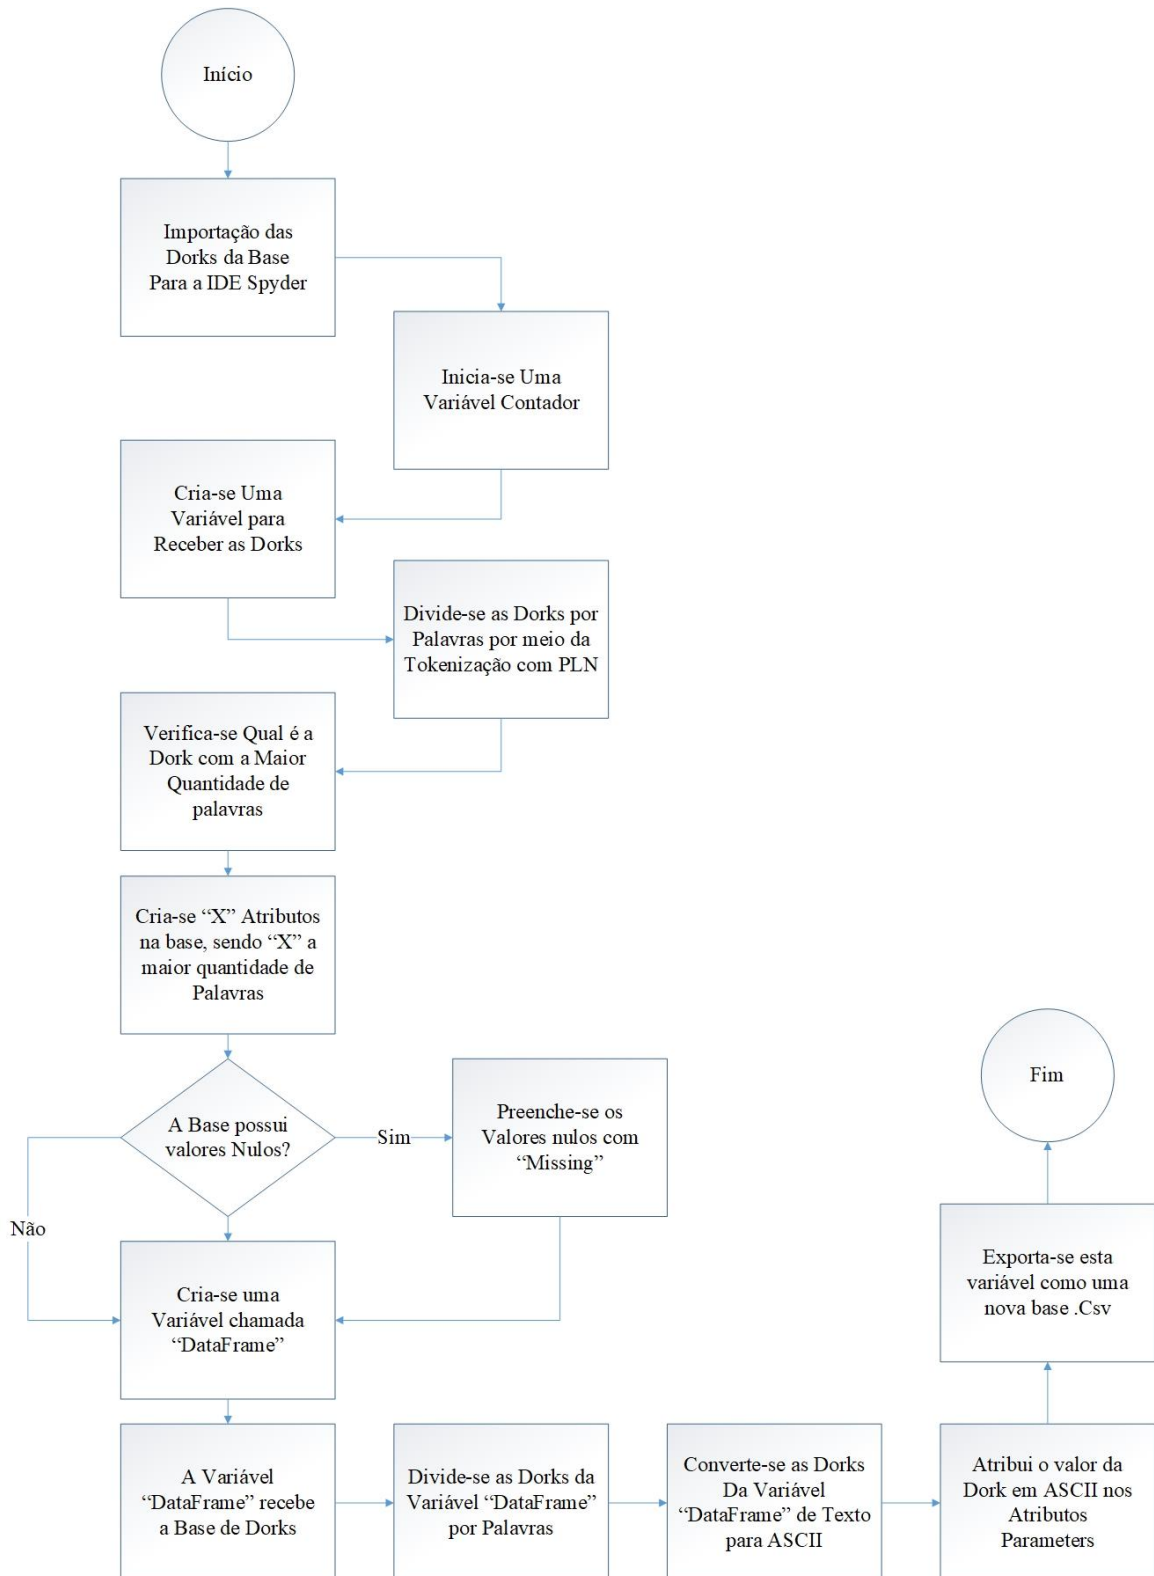 Início
Importação das
Dorks da Base
Para a IDE Spyder
Inicia-se Uma
Variável Contador
Cria-se Uma
Variável para
Receber as Dorks
Divide-se as Dorks por
Palavras por meio da
Tokenização com PLN
Verifica-se Qual é a
Dork com a Maior
Quantidade de
palavras
Cria-se “X” Atributos
na base, sendo “X” a
maior quantidade de
Palavras
A Base possui
valores Nulos?
Sim
Preenche-se os
Valores nulos com
“Missing”
Não
Cria-se uma
Variável chamada
“DataFrame”
A Variável
“DataFrame” recebe
a Base de Dorks
Divide-se as Dorks da
Variável “DataFrame”
por Palavras
Converte-se as Dorks
Da Variável
“DataFrame” de Texto
para ASCII
Atribui o valor da
Dork em ASCII nos
Atributos
Parameters
Exporta-se esta
variável como uma
nova base .Csv
Fim